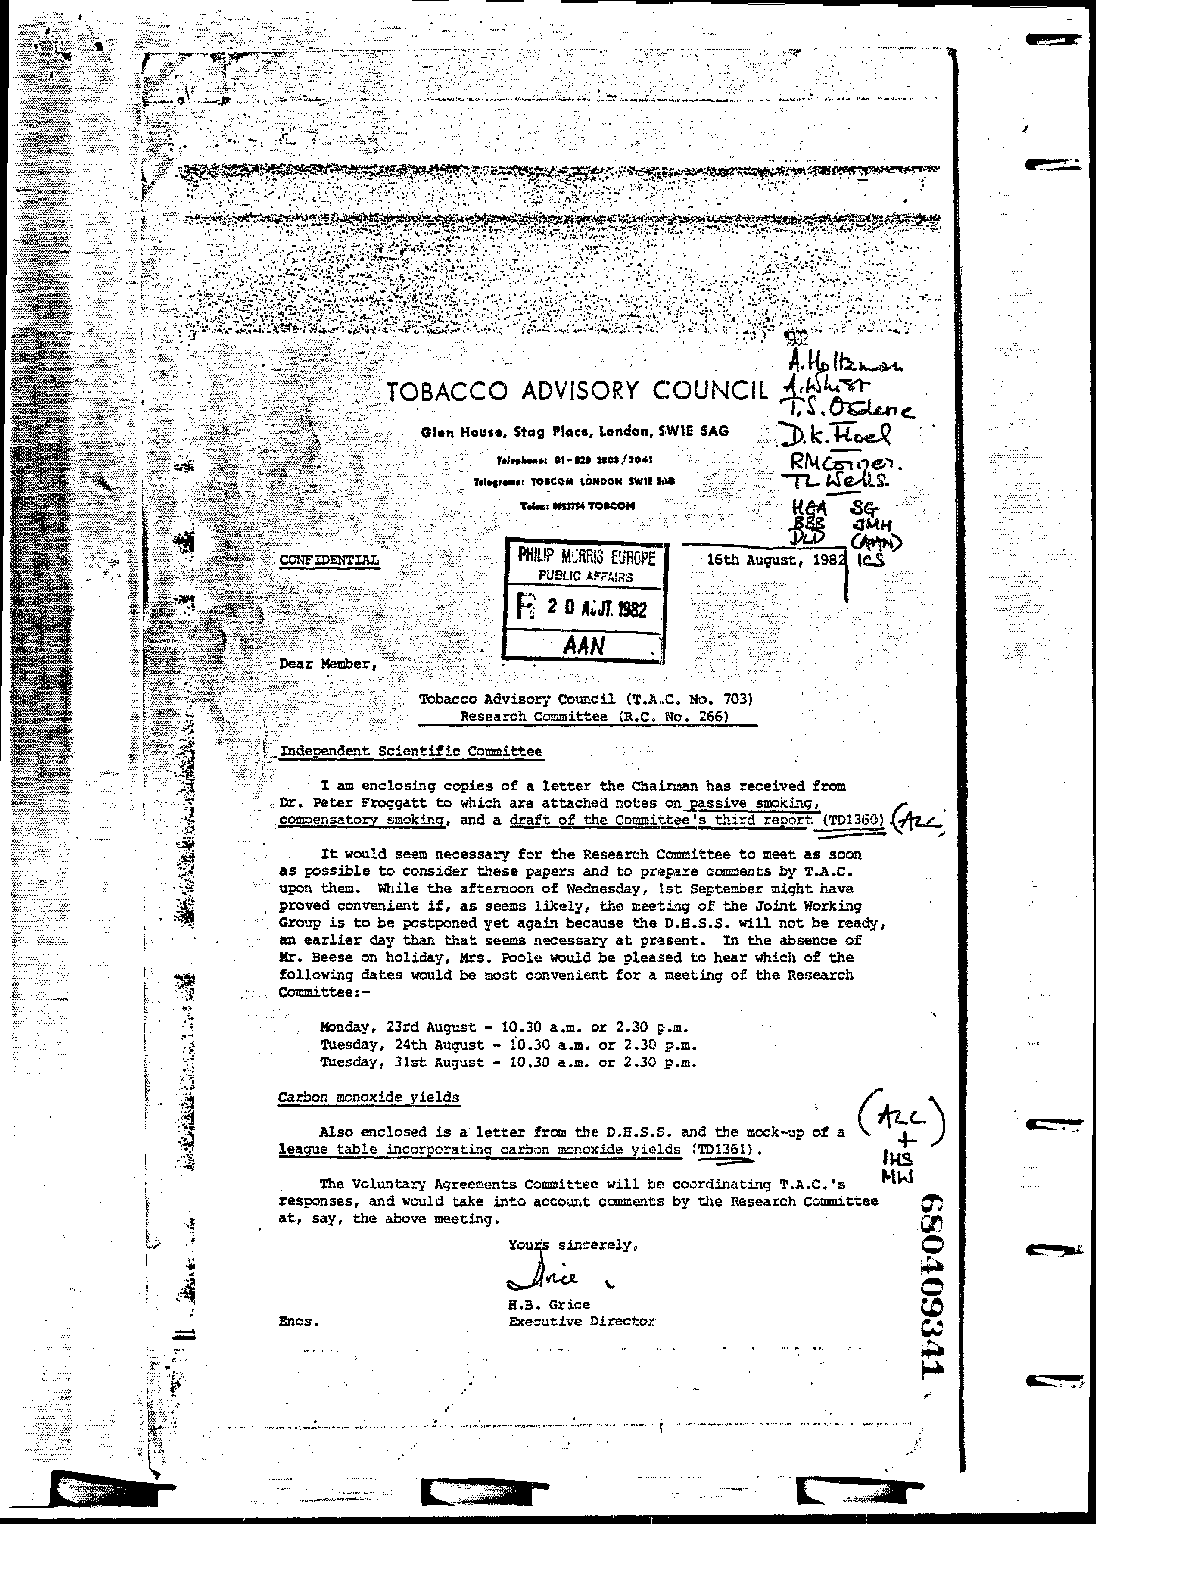 A. Holtzman
TOBACCO ADVISORY COUNCIL
A. Whist
T.S. Osdene
Glen House, Stag Place, London, SW1E 5AG
D.K. Hoel
Telephone: 01-828 2803/2041
RMCorner.
Telegrams: TOBCOM LONDON SW1E 5AG
TL Wells.
Telex: TOBCOM
HGA SG
BBB JMH
DLD (AAN)
CONFIDENTIAL
PHILIP MORRIS EUROPE
PUBLIC AFFAIRS
R 20 AOUT 1982
AAN
16th August, 1982
ICS
Dear Member,
Tobacco Advisory Council (T.A.C. No. 703)
Research Committee (R.C. No. 266)
Independent Scientific Committee
I am enclosing copies of a letter the Chairman has received from
Dr. Peter Froggatt to which are attached notes on passive smoking,
compensatory smoking, and a draft of the Committee's third report (TD1360)
It would seem necessary for the Research Committee to meet as soon
as possible to consider these papers and to prepare comments by T.A.C.
upon them. While the afternoon of Wednesday, 1st September might have
proved convenient if, as seems likely, the meeting of the Joint Working
Group is to be postponed yet again because the D.H.S.S. will not be ready,
an earlier day than that seems necessary at present. In the absence of
Mr. Beese on holiday, Mrs. Poole would be pleased to hear which of the
following dates would be most convenient for a meeting of the Research
Committee:-
Monday, 23rd August - 10.30 a.m. or 2.30 p.m.
Tuesday, 24th August - 10.30 a.m. or 2.30 p.m.
Tuesday, 31st August - 10.30 a.m. or 2.30 p.m.
Carbon monoxide yields
Also enclosed is a letter from the D.H.S.S. and the mock-up of a
league table incorporating carbon monoxide yields (TD1361).
+
IHS
MW
The Voluntary Agreements Committee will be coordinating T.A.C.'s
responses, and would take into account comments by the Research Committee
at, say, the above meeting.
Yours sincerely,
Grice
H.B. Grice
Encs.
Executive Director
680409341